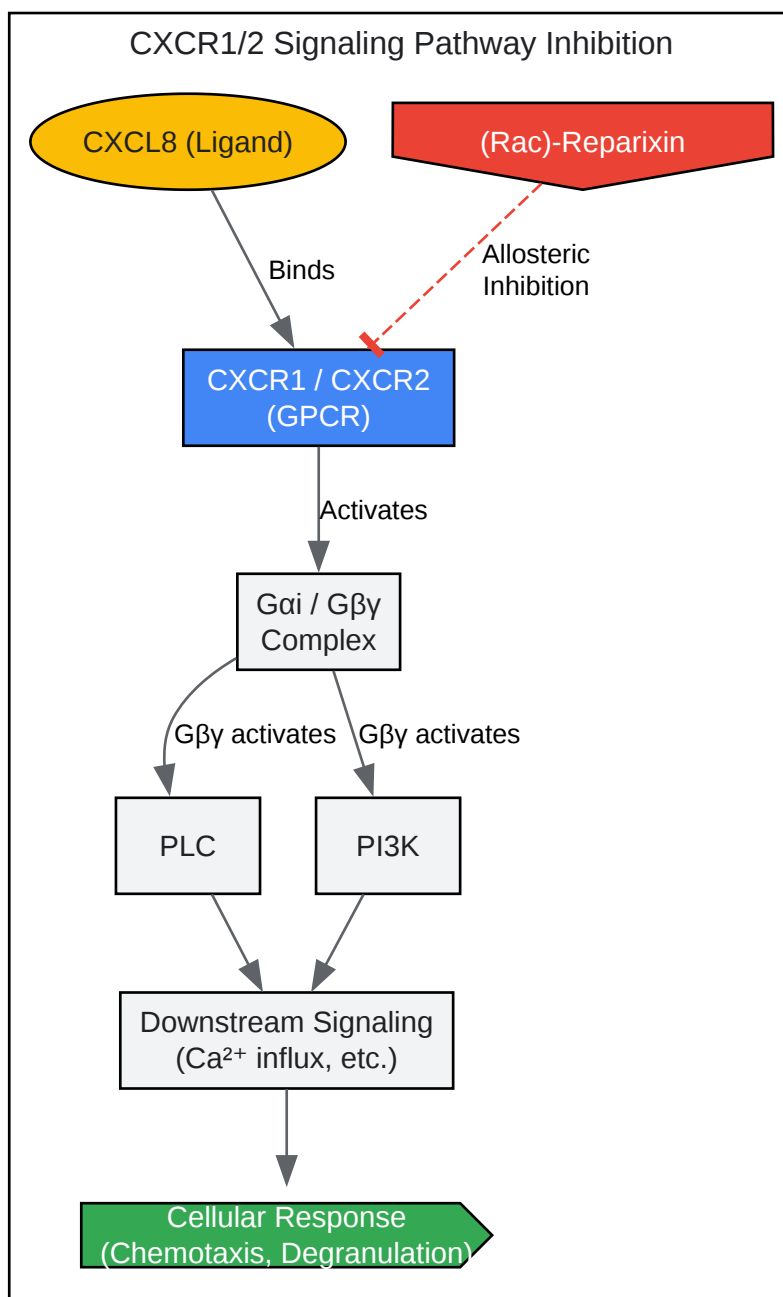 CXCR1/2 Signaling Pathway Inhibition
CXCL8 (Ligand)
(Rac)-Reparixin
Binds
Allosteric
Inhibition
CXCR1 / CXCR2
(GPCR)
Activates
Gαi / Gβγ
Complex
Gβγ activates
Gβγ activates
PLC
PI3K
Downstream Signaling
(Ca²⁺ influx, etc.)
Cellular Response
(Chemotaxis, Degranulation)